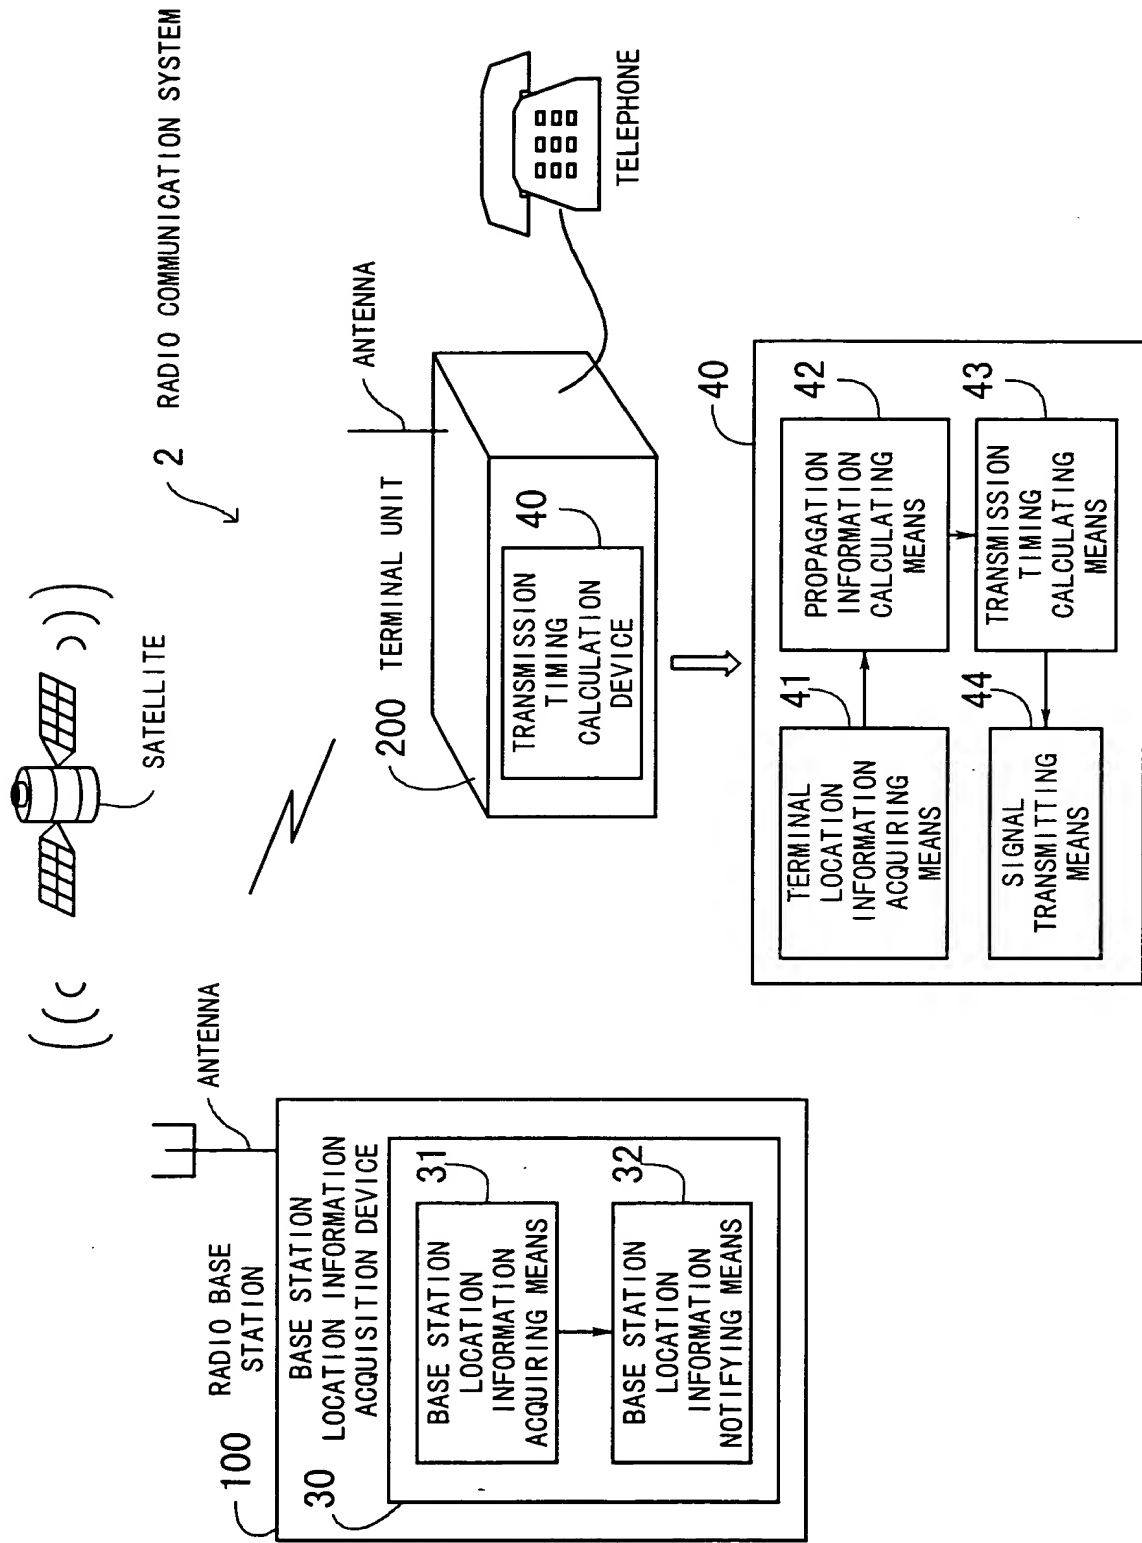 2 RADIO COMMUNICATION SYSTEM
SATELLITE
100
RADIO BASE
STATION
ANTENNA
BASE STATION
LOCATION INFORMATION
ACQUISITION DEVICE
30
BASE STATION
LOCATION
INFORMATION
ACQUIRING MEANS
31
BASE STATION
LOCATION
INFORMATION
NOTIFYING MEANS
32
200 TERMINAL UNIT
ANTENNA
TRANSMISSION
TIMING
CALCULATION
DEVICE
40
TELEPHONE
40
TERMINAL
LOCATION
INFORMATION
ACQUIRING
MEANS
41
PROPAGATION
INFORMATION
CALCULATING
MEANS
42
SIGNAL
TRANSMITTING
MEANS
44
TRANSMISSION
TIMING
CALCULATING
MEANS
43